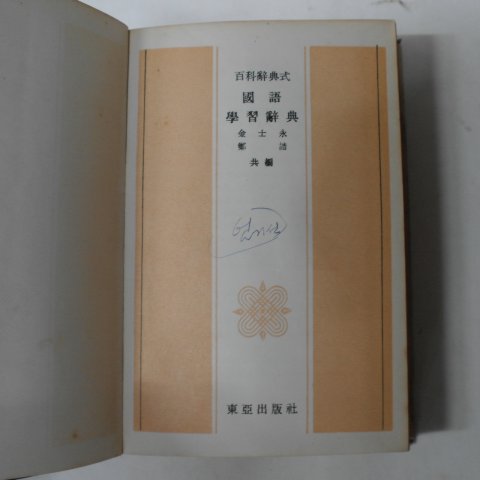 百科辭典式
國語
學習辭典
金士永
鄭諧
共編
東亞出版社